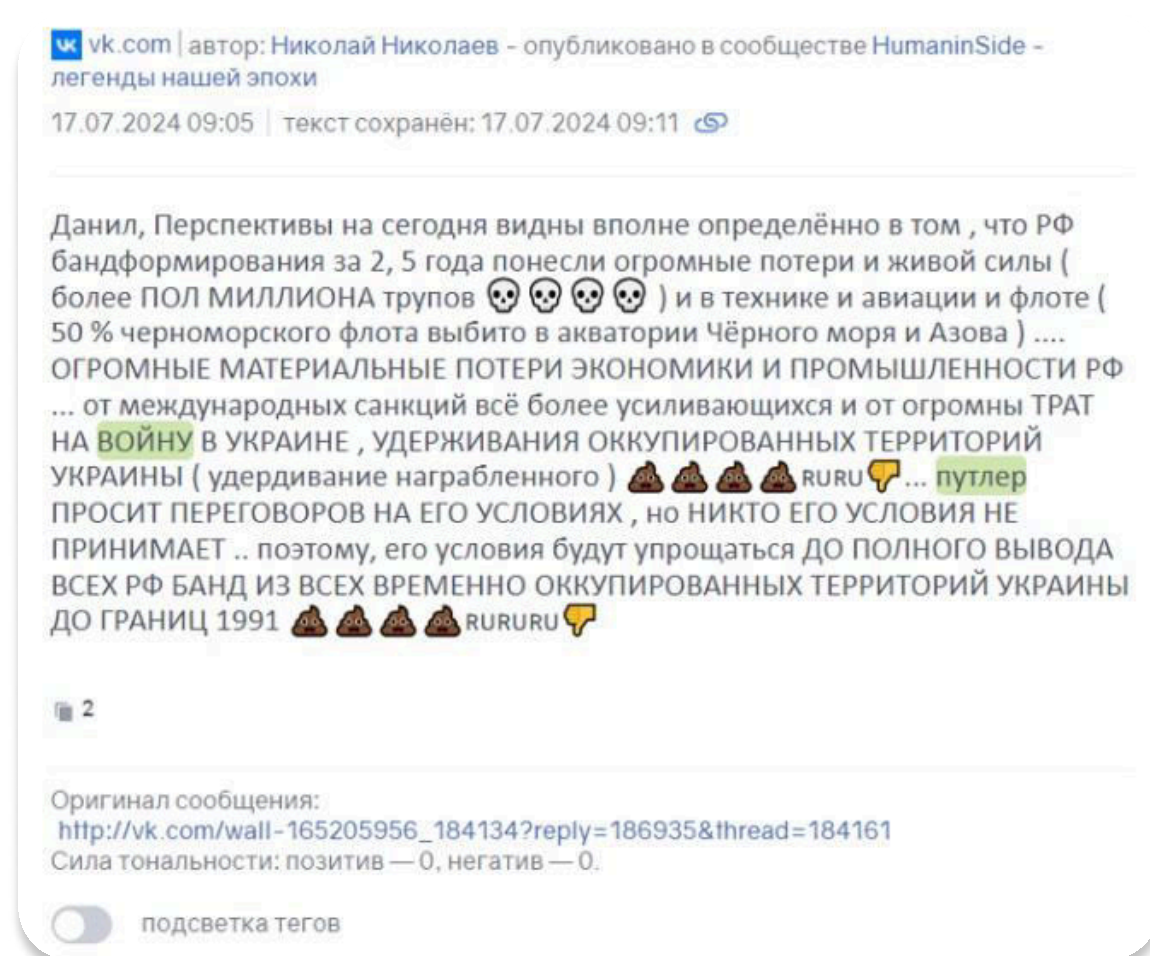 vk vk.com | автор: Николай Николаев – опубликовано в сообществе HumaninSide –
легенды нашей эпохи
17.07.2024 09:05 | текст сохранён: 17.07.2024 09:11
Данил, Перспективы на сегодня видны вполне определённо в том , что РФ
бандформирования за 2, 5 года понесли огромные потери и живой силы (
более ПОЛ МИЛЛИОНА трупов 💀 💀 💀 💀 ) и в технике и авиации и флоте (
50 % черноморского флота выбито в акватории Чёрного моря и Азова ) ....
ОГРОМНЫЕ МАТЕРИАЛЬНЫЕ ПОТЕРИ ЭКОНОМИКИ И ПРОМЫШЛЕННОСТИ РФ
... от международных санкций всё более усиливающихся и от огромны ТРАТ
НА ВОЙНУ В УКРАИНЕ , УДЕРЖИВАНИЯ ОККУПИРОВАННЫХ ТЕРРИТОРИЙ
УКРАИНЫ ( удердивание награбленного ) 💩 💩 💩 💩 RURU👎 ... путлер
ПРОСИТ ПЕРЕГОВОРОВ НА ЕГО УСЛОВИЯХ , но НИКТО ЕГО УСЛОВИЯ НЕ
ПРИНИМАЕТ .. поэтому, его условия будут упрощаться ДО ПОЛНОГО ВЫВОДА
ВСЕХ РФ БАНД ИЗ ВСЕХ ВРЕМЕННО ОККУПИРОВАННЫХ ТЕРРИТОРИЙ УКРАИНЫ
ДО ГРАНИЦ 1991 💩 💩 💩 💩 RURURU👎
2
Оригинал сообщения:
http://vk.com/wall-165205956_184134?reply=186935&thread=184161
Сила тональности: позитив — 0, негатив — 0.
подсветка тегов